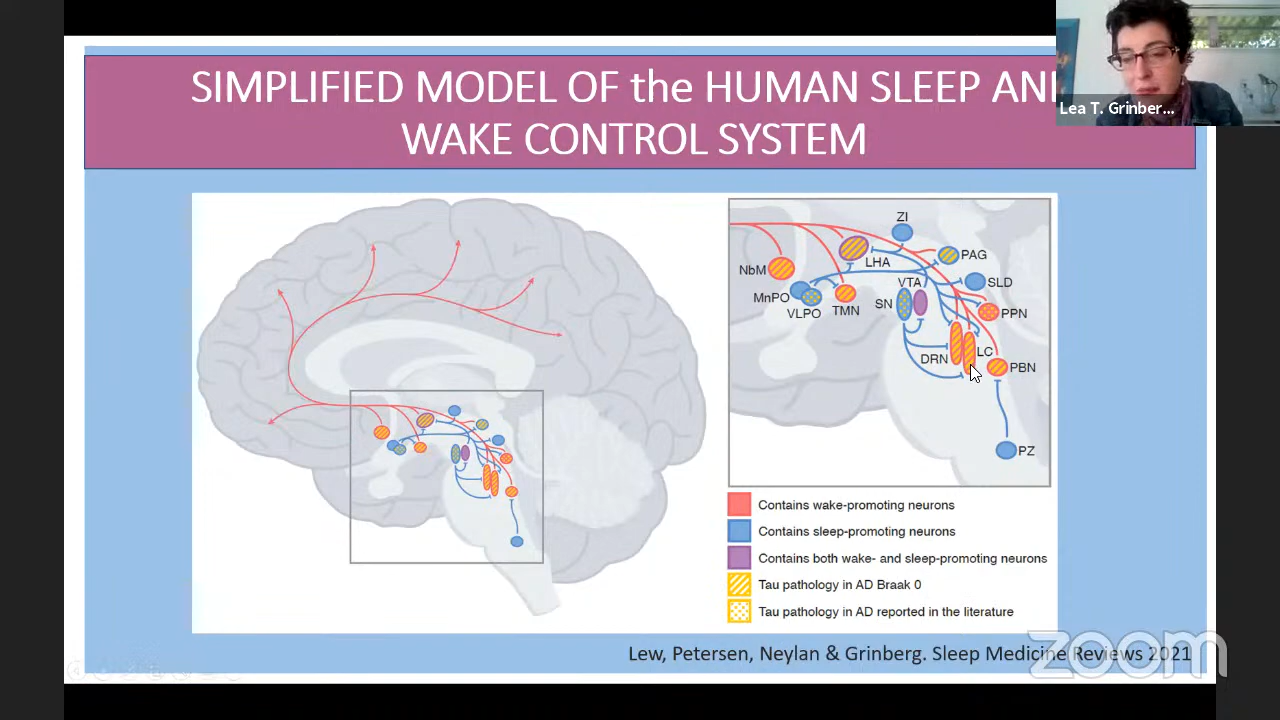 SIMPLIFIED MODEL OF the HUMAN SLEEP AN
WAKE CONTROL SYSTEM
Lea T. Grinber...
ZI
PAG
LHA
NbM
SLD
VTA
MnPO
SN
VLPO
TMN
PPN
LC
DRN
PBN
PZ
Contains wake-promoting neurons
Contains sleep-promoting neurons
Contains both wake- and sleep-promoting neurons
Tau pathology in AD Braak 0
Tau pathology in AD reported in the literature
Lew, Petersen, Neylan & Grinberg. Sleep Medicine Reviews 2021
zoom